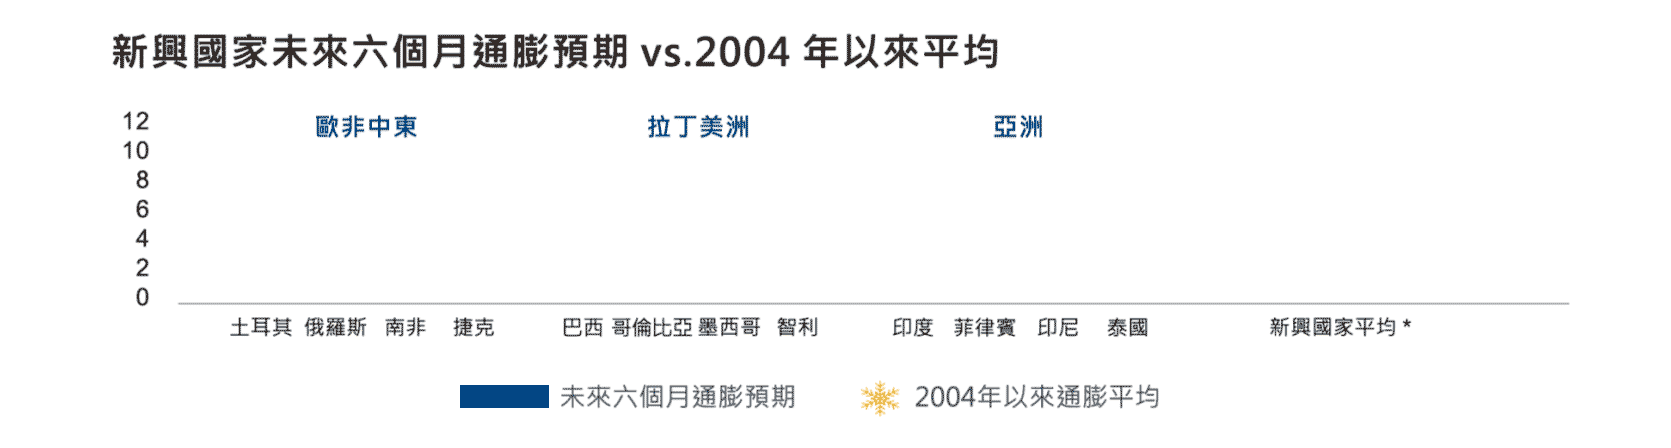 新興國家未來六個月通膨預期 vs.2004 年以來平均
12
10
8
6
4
2
0
歐非中東 拉丁美洲 亞洲
土耳其 俄羅斯 南非 捷克 巴西 哥倫比亞 墨西哥 智利 印度 菲律賓 印尼 泰國 新興國家平均 *
未來六個月通膨預期 2004年以來通膨平均